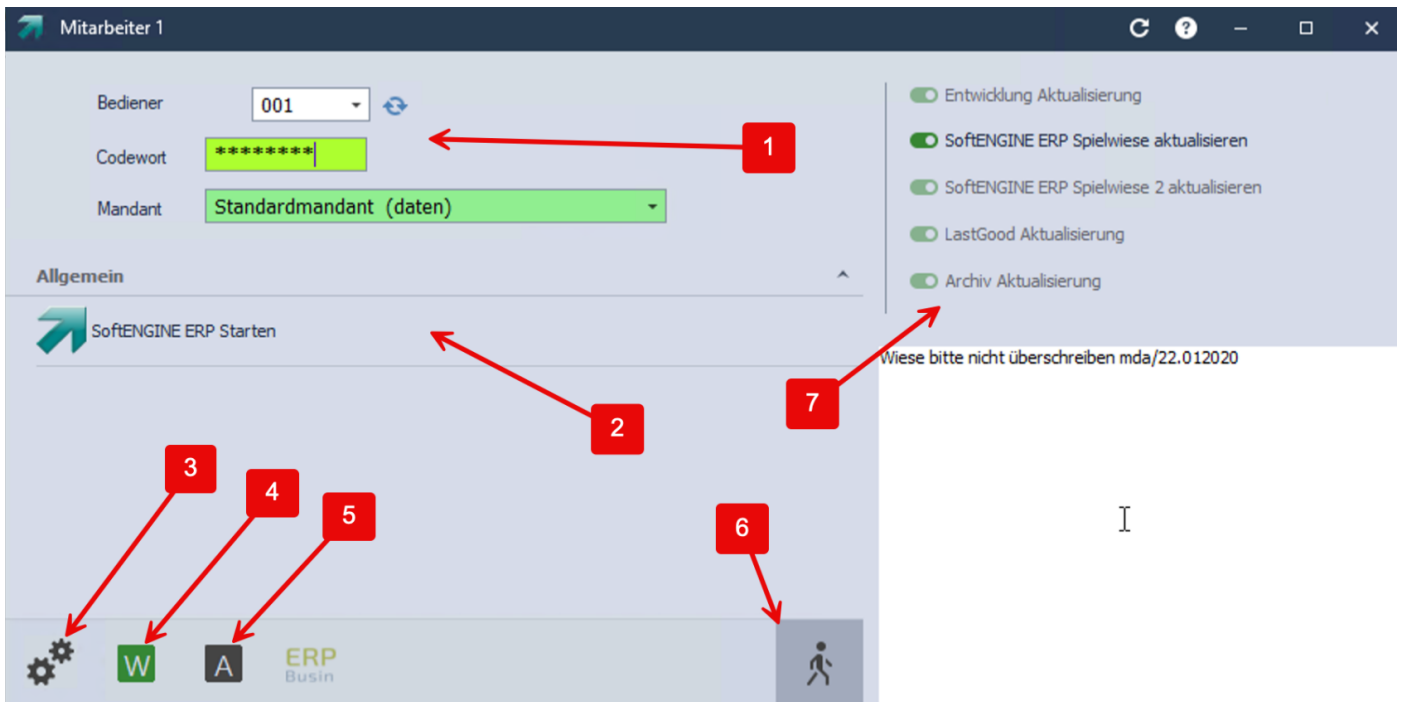 Mitarbeiter 1
Bediener 001
Codewort ********
Mandant Standardmandant (daten)
Allgemein
SoftENGINE ERP Starten
Entwicklung Aktualisierung
SoftENGINE ERP Spielwiese aktualisieren
SoftENGINE ERP Spielwiese 2 aktualisieren
LastGood Aktualisierung
Archiv Aktualisierung
Wiese bitte nicht überschreiben mda/22.012020
1
2
3
4
5
6
7
W
A
ERP
Busin